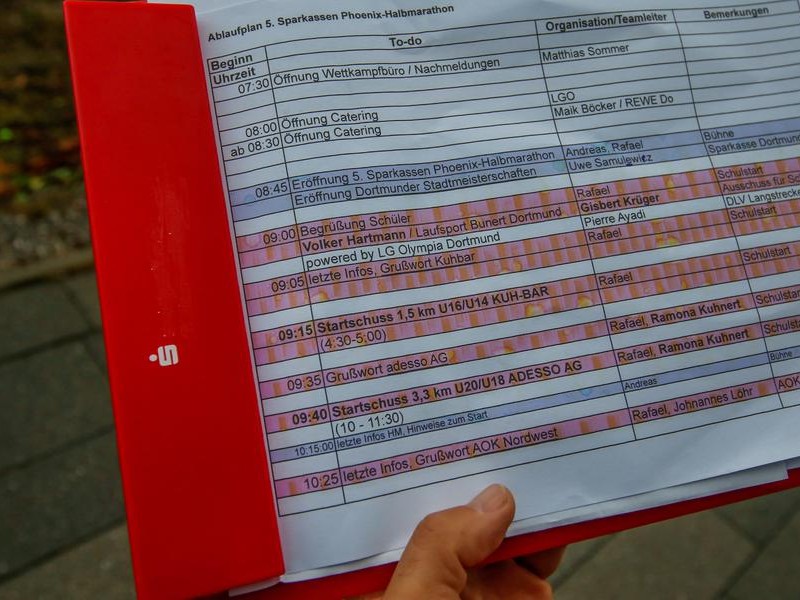 Ablaufplan 5. Sparkassen Phoenix-Halbmarathon
Beginn Uhrzeit To-do Organisation/Teamleiter Bemerkungen
07:30 Öffnung Wettkampfbüro / Nachmeldungen Matthias Sommer
08:00 Öffnung Catering LGO
ab 08:30 Öffnung Catering Maik Böcker / REWE Do
08:45 Eröffnung 5. Sparkassen Phoenix-Halbmarathon Andreas, Rafael Bühne
Eröffnung Dortmunder Stadtmeisterschaften Uwe Samulewicz Sparkasse Dortmund
09:00 Begrüßung Schüler Rafael Schulstart
Volker Hartmann / Laufsport Bunert Dortmund Gisbert Krüger Ausschuss für
powered by LG Olympia Dortmund Pierre Ayadi DLV
09:05 letzte Infos, Grußwort Kuhbar Rafael Schulstart
09:15 Startschuss 1,5 km U16/U14 KUH-BAR Rafael Schulstart
(4:30-5:00)
09:35 Grußwort adesso AG Rafael, Ramona Kuhnert
09:40 Startschuss 3,3 km U20/U18 ADESSO AG Rafael, Ramona Kuhnert
(10 - 11:30)
10:15:00 letzte Infos HM, Hinweise zum Start Andreas Bühne
10:25 letzte Infos, Grußwort AOK Nordwest Rafael, Johnannes Löhr AOK